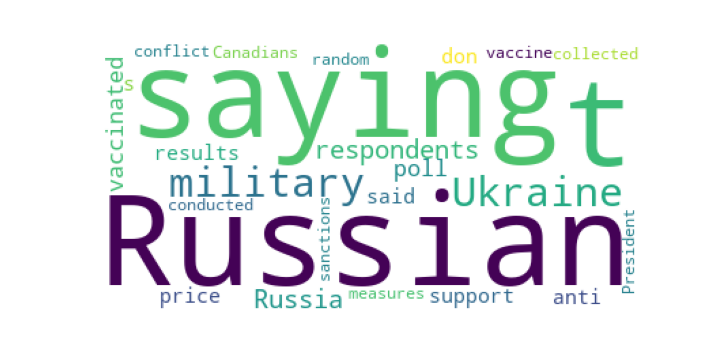 conflict Canadians random don vaccine collected
saying t
vaccinated s
results respondents
military poll Ukraine
conducted said
Russian
sanctions President
price Russia measures support anti